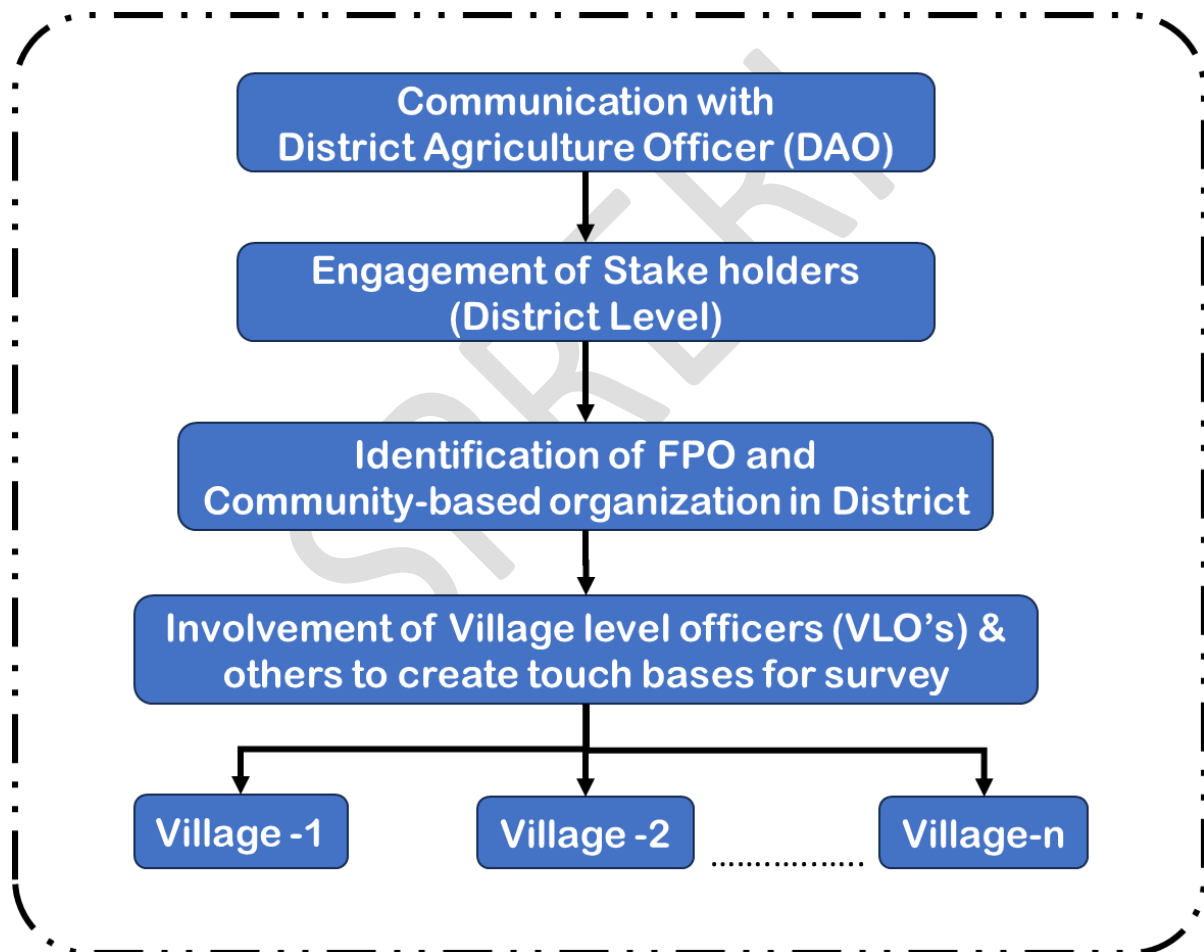 Communication with
District Agriculture Officer (DAO)
Engagement of Stake holders
(District Level)
Identification of FPO and
Community-based organization in District
Involvement of Village level officers (VLO's) &
others to create touch bases for survey
Village -1
Village -2
................
Village-n
SPRERI